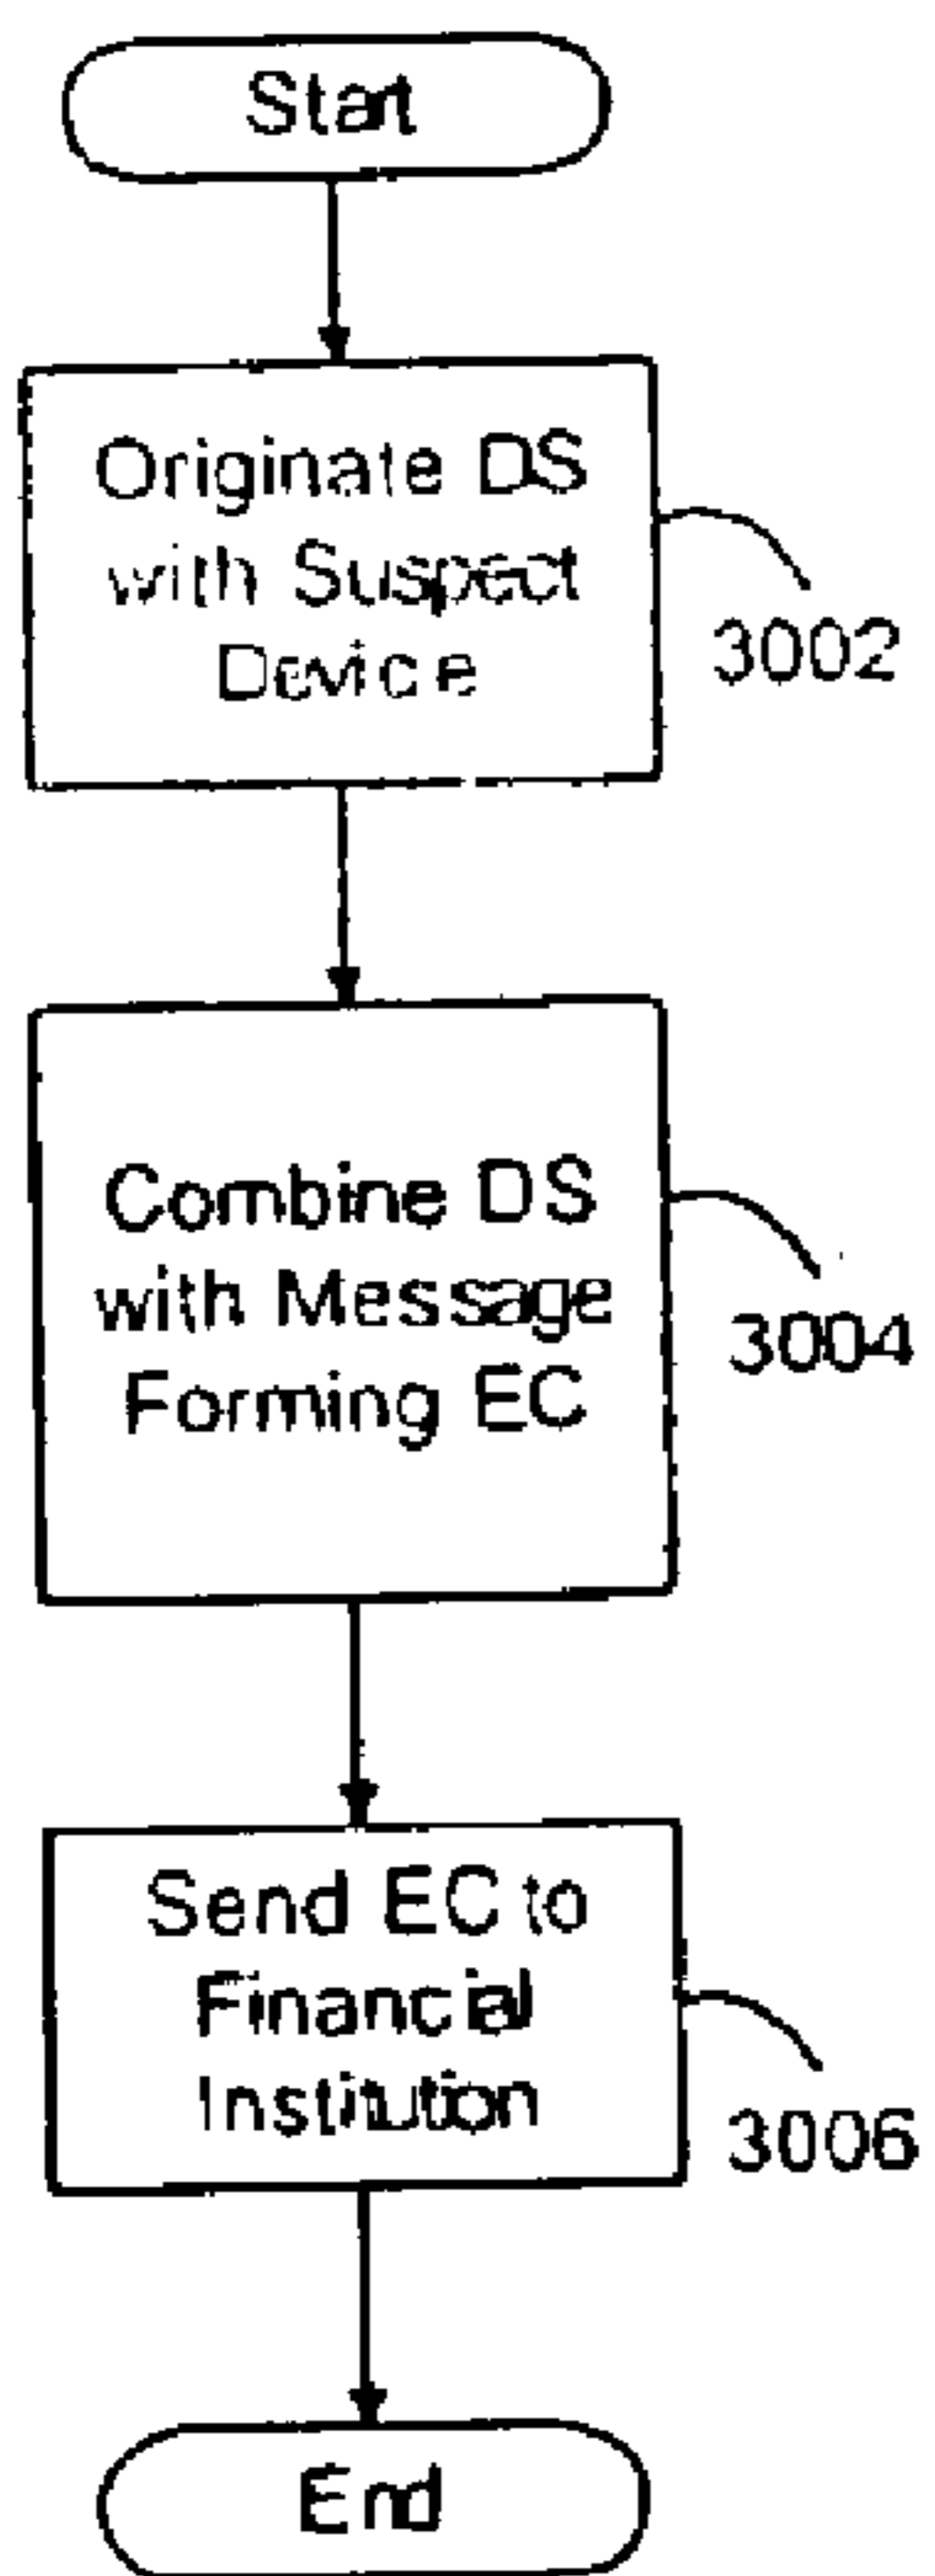 Start
Originate DS
with Suspect
Device
3002
Combine DS
with Message
Forming EC
3004
Send EC to
Financial
Institution
3006
End